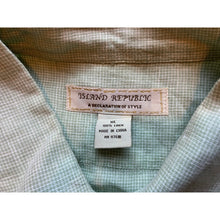 ISLAND REPUBLIC
A DECLARATION OF STYLE
100% LINEN
MADE IN CHINA